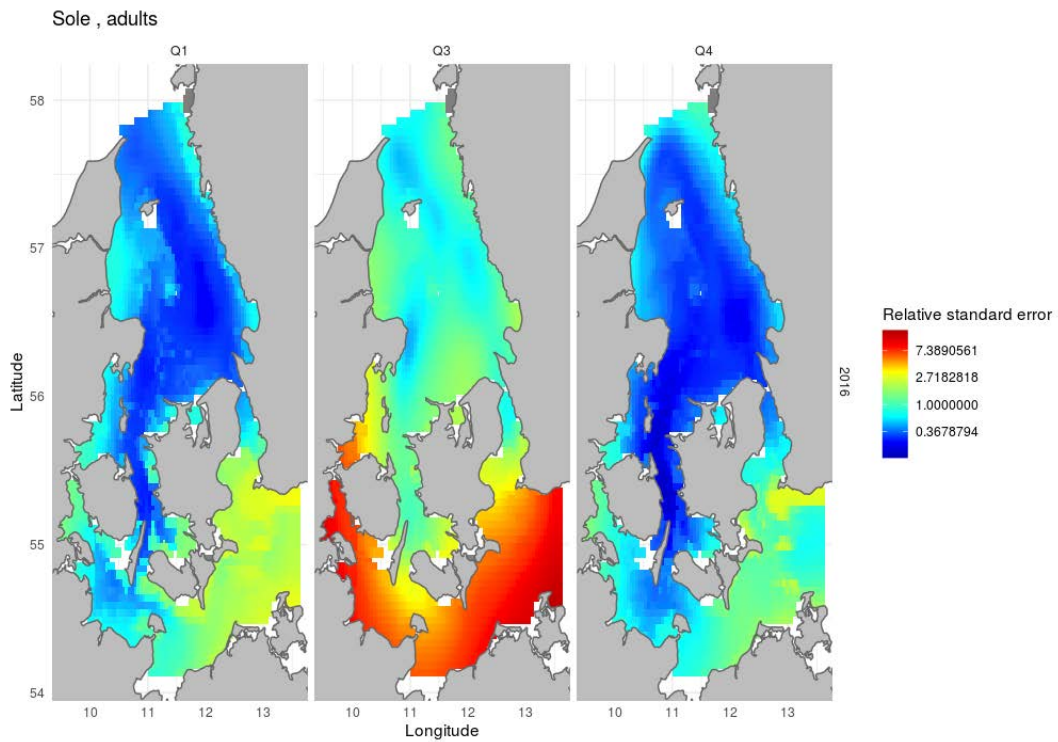 Sole , adults
Q1 Q3 Q4
58
57
56
55
54
Latitude
10 11 12 13 10 11 12 13 10 11 12 13
Longitude
2016
Relative standard error
7.3890561
2.7182818
1.0000000
0.3678794